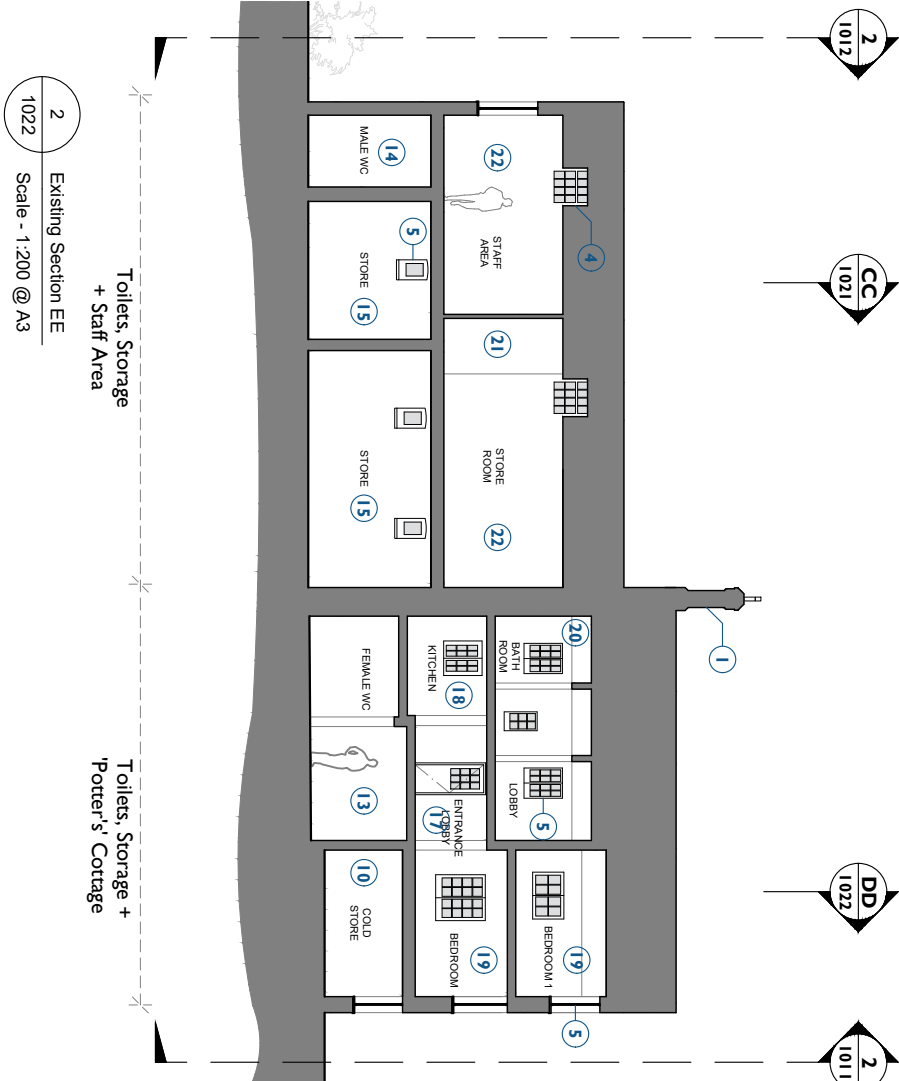 2
1012
CC
1021
DD
1022
2
1011
1
4
22
STAFF
AREA
21
STORE
ROOM
22
20
BATH
ROOM
LOBBY
5
BEDROOM 1
19
5
14
MALE WC
5
STORE
15
STORE
15
KITCHEN
18
ENTRANCE
LOBBY
17
BEDROOM
19
FEMALE WC
13
10
COLD
STORE
Toilets, Storage
+ Staff Area
Toilets, Storage +
'Potter's' Cottage
2
1022
Existing Section EE
Scale - 1:200 @ A3